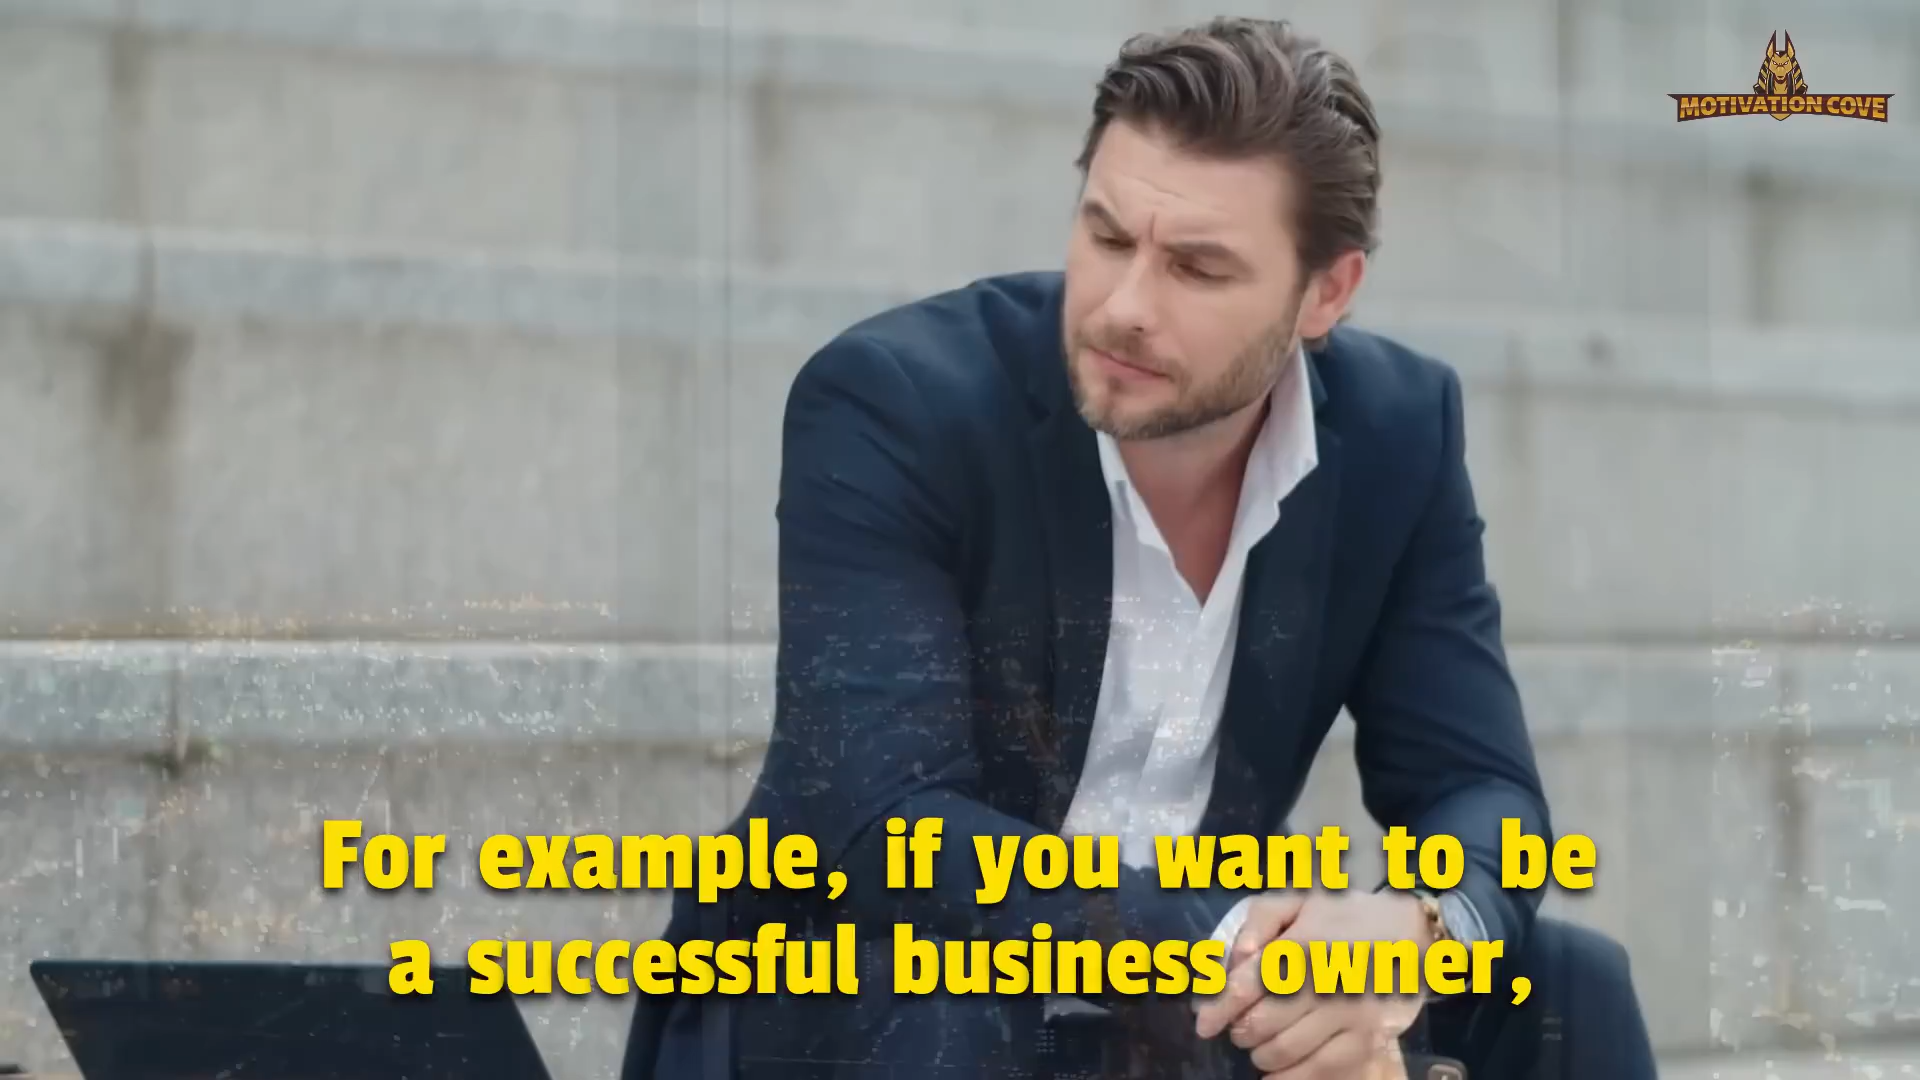 MOTIVATION COVE
For example, if you want to be
a successful business owner,